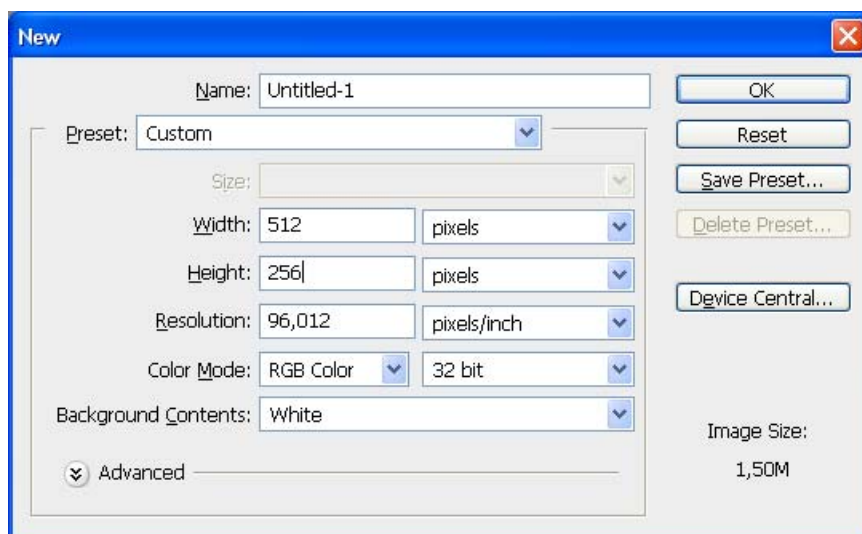 New
Name: Untitled-1
OK
Preset: Custom
Reset
Size:
Save Preset...
Width: 512 pixels
Delete Preset...
Height: 256 pixels
Device Central...
Resolution: 96,012 pixels/inch
Color Mode: RGB Color 32 bit
Background Contents: White
Image Size:
Advanced
1,50M